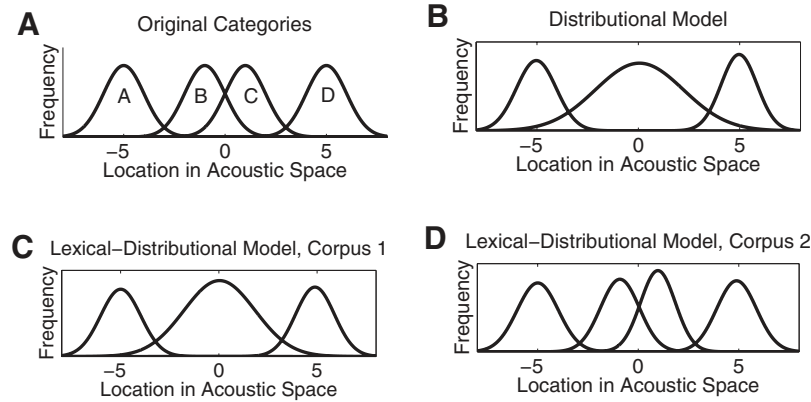 A
Original Categories
Frequency
A
B
C
D
−5
0
5
Location in Acoustic Space
B
Distributional Model
Frequency
−5
0
5
Location in Acoustic Space
C
Lexical−Distributional Model, Corpus 1
Frequency
−5
0
5
Location in Acoustic Space
D
Lexical−Distributional Model, Corpus 2
Frequency
−5
0
5
Location in Acoustic Space